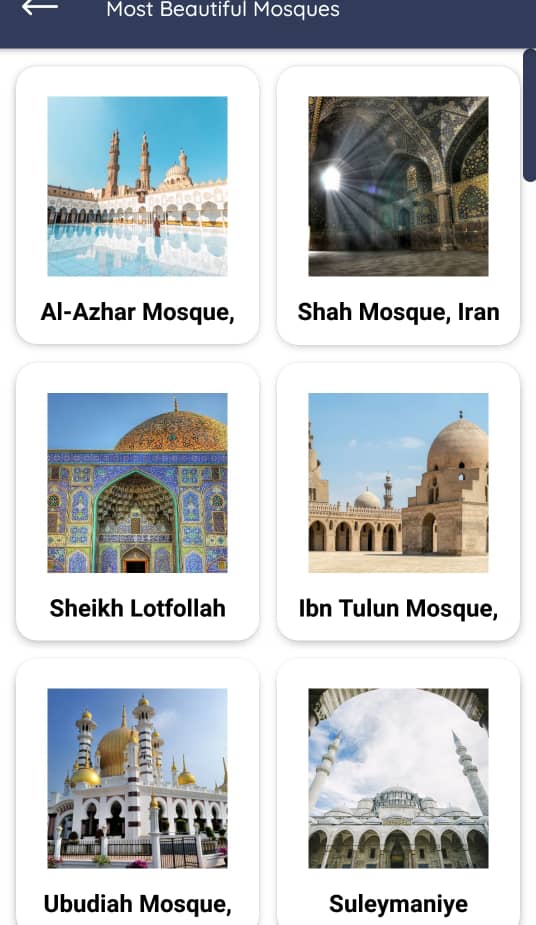 Most Beautiful Mosques
Al-Azhar Mosque,
Shah Mosque, Iran
Sheikh Lotfollah
Ibn Tulun Mosque,
Ubudiah Mosque,
Suleymaniye